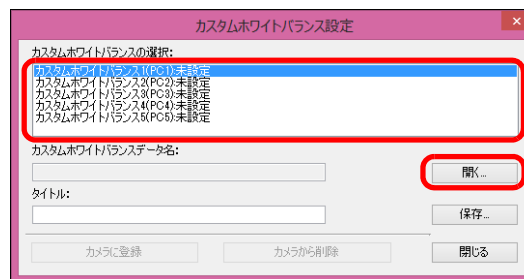 カスタムホワイトバランス設定
カスタムホワイトバランスの選択:
カスタムホワイトバランス1(PC1):未設定
カスタムホワイトバランス2(PC2):未設定
カスタムホワイトバランス3(PC3):未設定
カスタムホワイトバランス4(PC4):未設定
カスタムホワイトバランス5(PC5):未設定
カスタムホワイトバランスデータ名:
開く...
タイトル:
保存...
カメラに登録 カメラから削除 閉じる